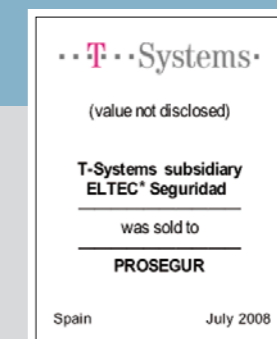 ··T···Systems·
(value not disclosed)
T-Systems subsidiary
ELTEC* Seguridad
was sold to
PROSEGUR
Spain July 2008